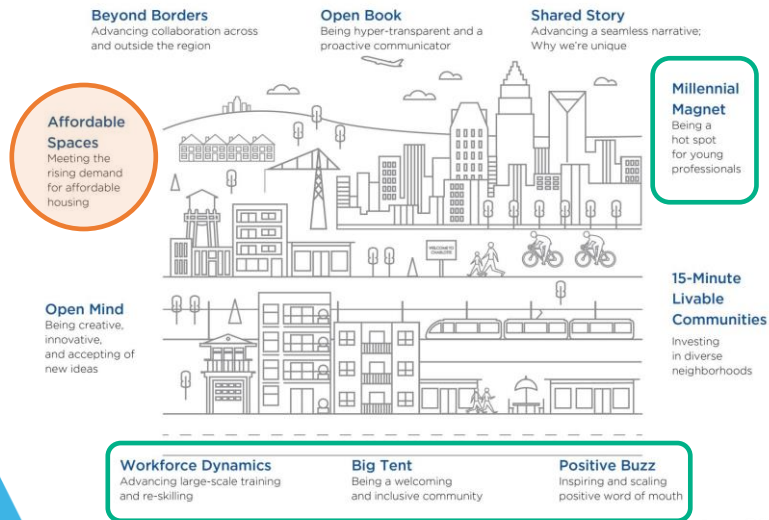 Beyond Borders
Advancing collaboration across
and outside the region
Open Book
Being hyper-transparent and a
proactive communicator
Shared Story
Advancing a seamless narrative;
Why we're unique
Affordable
Spaces
Meeting the
rising demand
for affordable
housing
Millennial
Magnet
Being a
hot spot
for young
professionals
WELCOME TO
CHARLOTTE
Open Mind
Being creative,
innovative,
and accepting of
new ideas
15-Minute
Livable
Communities
Investing
in diverse
neighborhoods
Workforce Dynamics
Advancing large-scale training
and re-skilling
Big Tent
Being a welcoming
and inclusive community
Positive Buzz
Inspiring and scaling
positive word of mouth